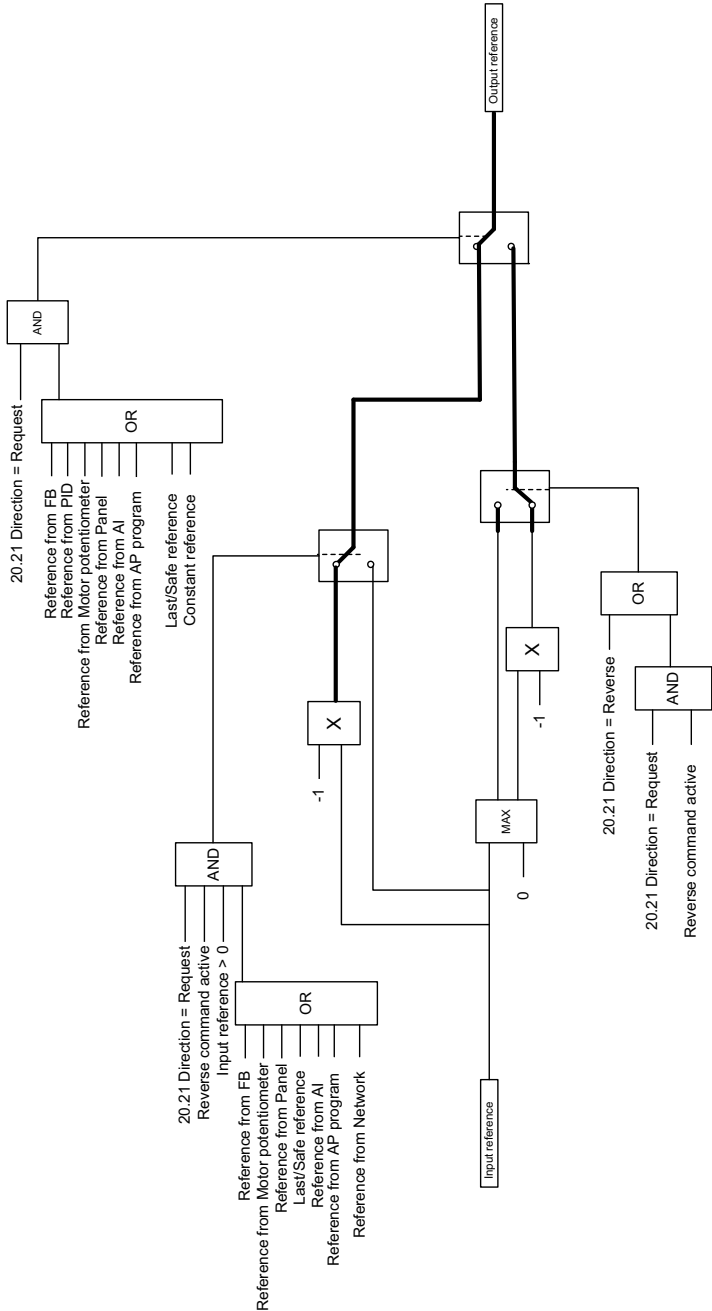 20.21 Direction = Request
AND
Reference from FB
Reference from PID
Reference from Motor potentiometer
Reference from Panel
Reference from AI
Reference from AP program
Last/Safe reference
Constant reference
OR
20.21 Direction = Request
Reverse command active
Input reference > 0
AND
Reference from FB
Reference from Motor potentiometer
Reference from Panel
Last/Safe reference
Reference from AI
Reference from AP program
Reference from Network
OR
-1
X
Output reference
Input reference
0
MAX
-1
X
20.21 Direction = Reverse
OR
20.21 Direction = Request
Reverse command active
AND